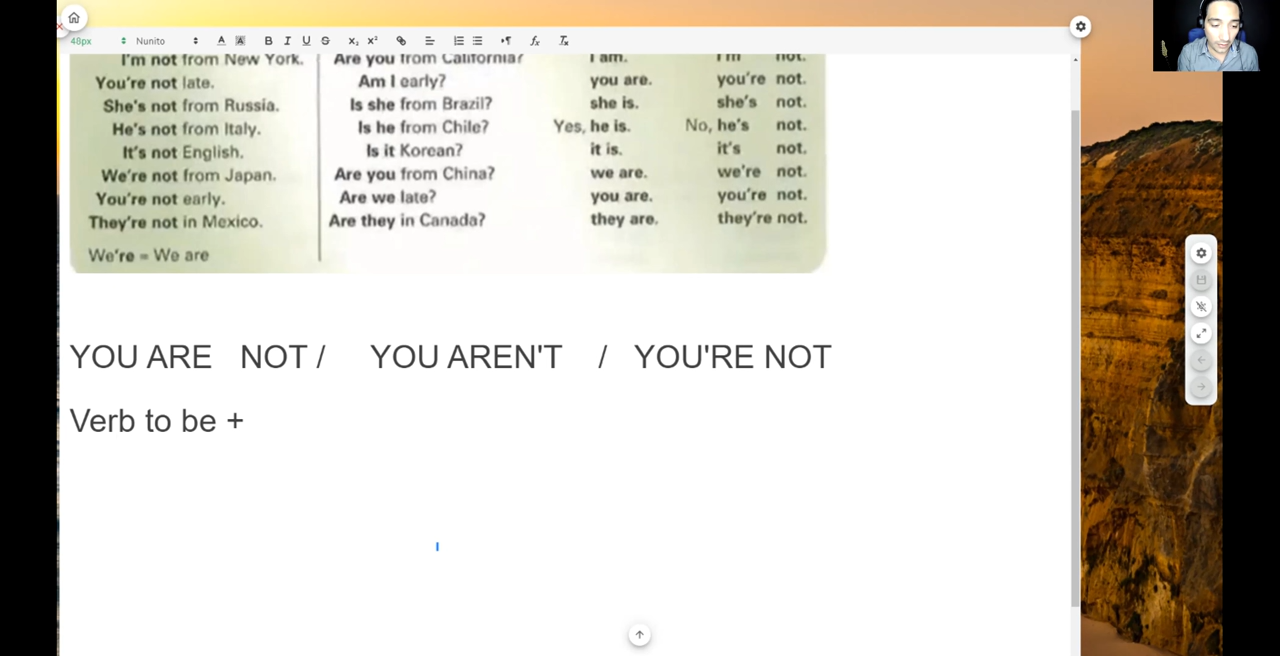 48px Nunito
I'm not from New York. Are you from California? I am. I'm not.
You're not late. Am I early? you are. you're not.
She's not from Russia. Is she from Brazil? she is. she's not.
He's not from Italy. Is he from Chile? Yes, he is. No, he's not.
It's not English. Is it Korean? it is. it's not.
We're not from Japan. Are you from China? we are. we're not.
You're not early. Are we late? you are. you're not.
They're not in Mexico. Are they in Canada? they are. they're not.
We're = We are
YOU ARE NOT / YOU AREN'T / YOU'RE NOT
Verb to be +